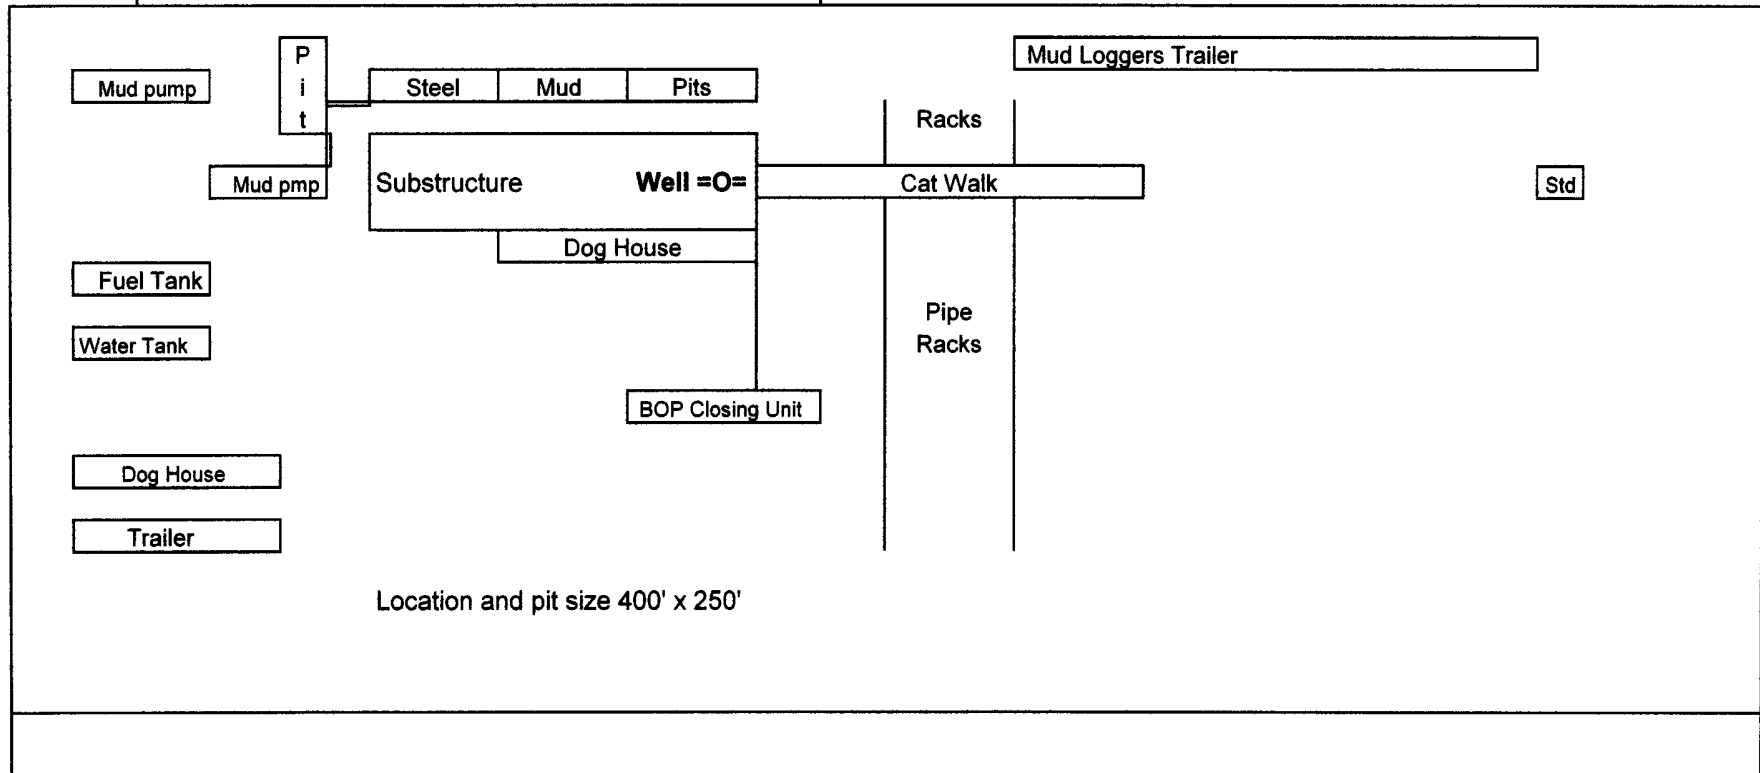 Mud Loggers Trailer
P
i
t
Mud pump
Steel Mud Pits
Racks
Mud pmp
Substructure Well =O=
Cat Walk
Std
Dog House
Fuel Tank
Pipe
Racks
Water Tank
BOP Closing Unit
Dog House
Trailer
Location and pit size 400' x 250'